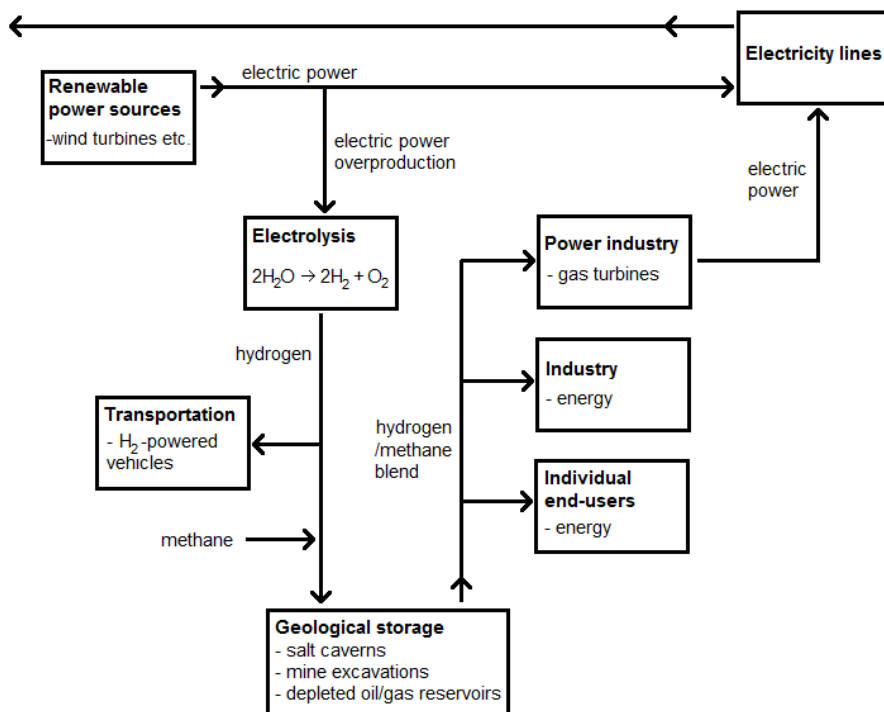 Electricity lines
Renewable
power sources
-wind turbines etc.
electric power
electric power
overproduction
electric
power
Electrolysis
2H₂O → 2H₂ + O₂
Power industry
- gas turbines
hydrogen
Industry
- energy
Transportation
- H₂-powered
vehicles
hydrogen
/methane
blend
Individual
end-users
- energy
methane
Geological storage
- salt caverns
- mine excavations
- depleted oil/gas reservoirs